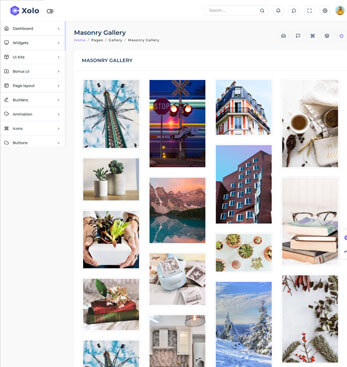 Xolo
Search...
Dashboard
Widgets
Ui Kits
Bonus ui
Page layout
Builders
Animation
Icons
Buttons
Masonry Gallery
Home / Pages / Gallery / Masonry Gallery
MASONRY GALLERY
STOP